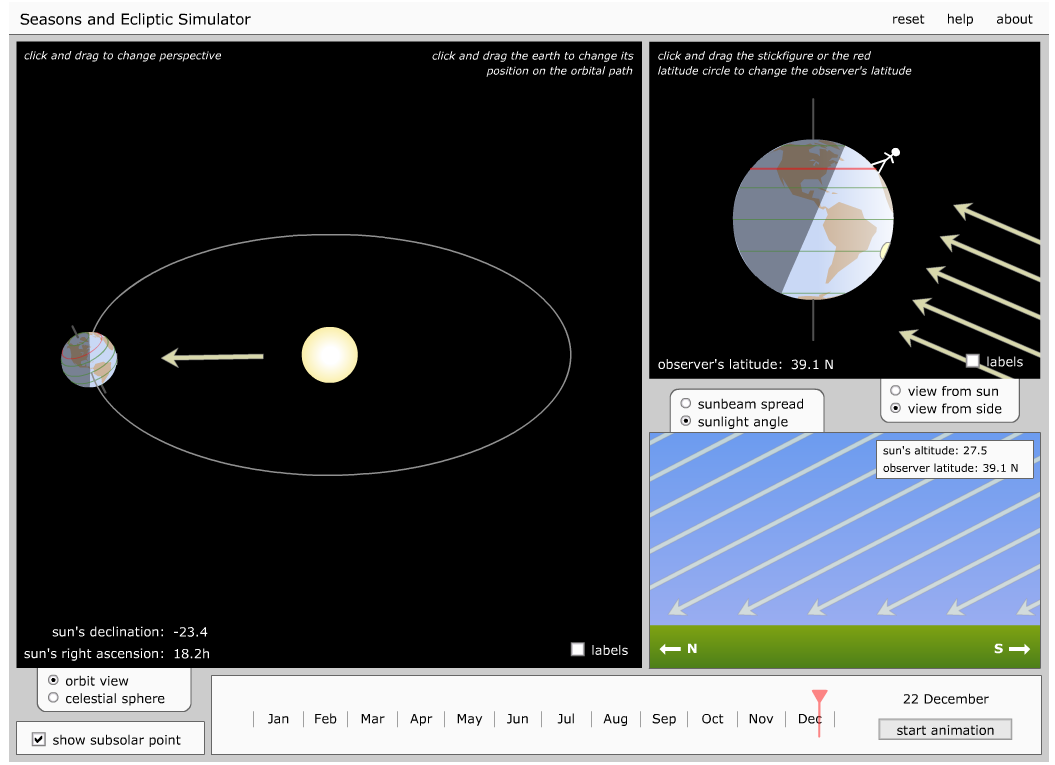 Seasons and Ecliptic Simulator
reset help about
click and drag to change perspective
click and drag the earth to change its
position on the orbital path
sun's declination: -23.4
sun's right ascension: 18.2h
labels
click and drag the stickfigure or the red
latitude circle to change the observer's latitude
observer's latitude: 39.1 N
labels
view from sun
view from side
sunbeam spread
sunlight angle
sun's altitude: 27.5
observer latitude: 39.1 N
N
S
orbit view
celestial sphere
show subsolar point
Jan Feb Mar Apr May Jun Jul Aug Sep Oct Nov Dec
22 December
start animation